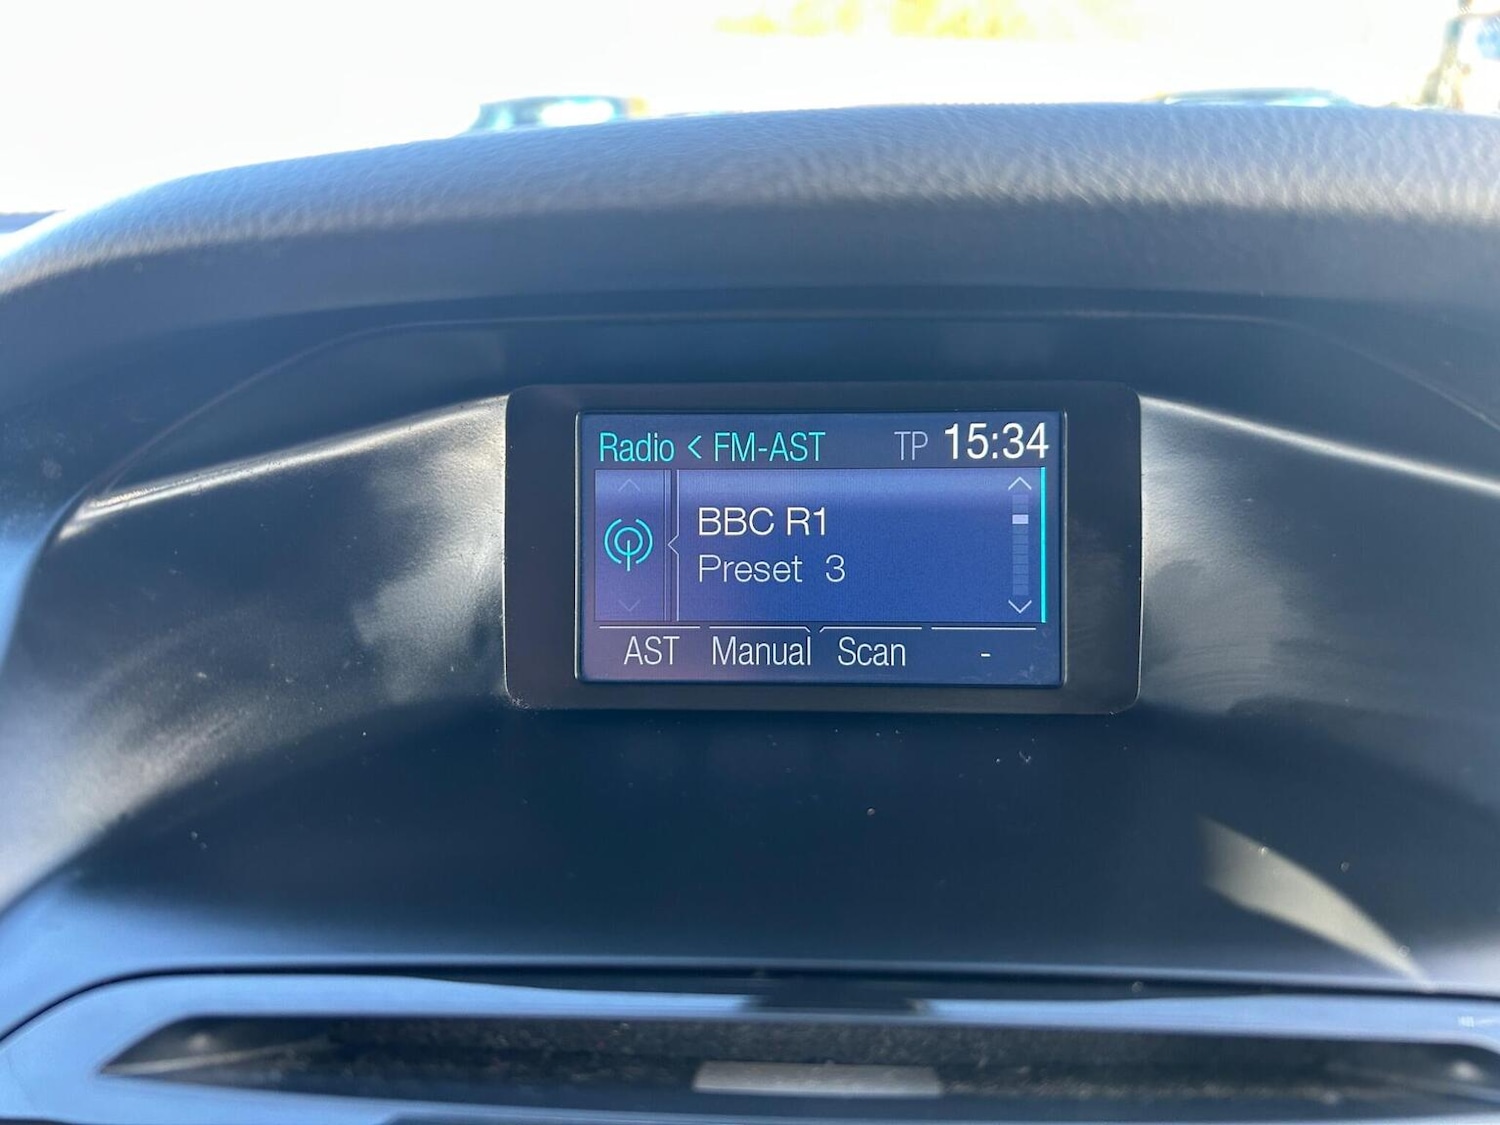 Radio < FM-AST TP 15:34
BBC R1
Preset 3
AST Manual Scan -